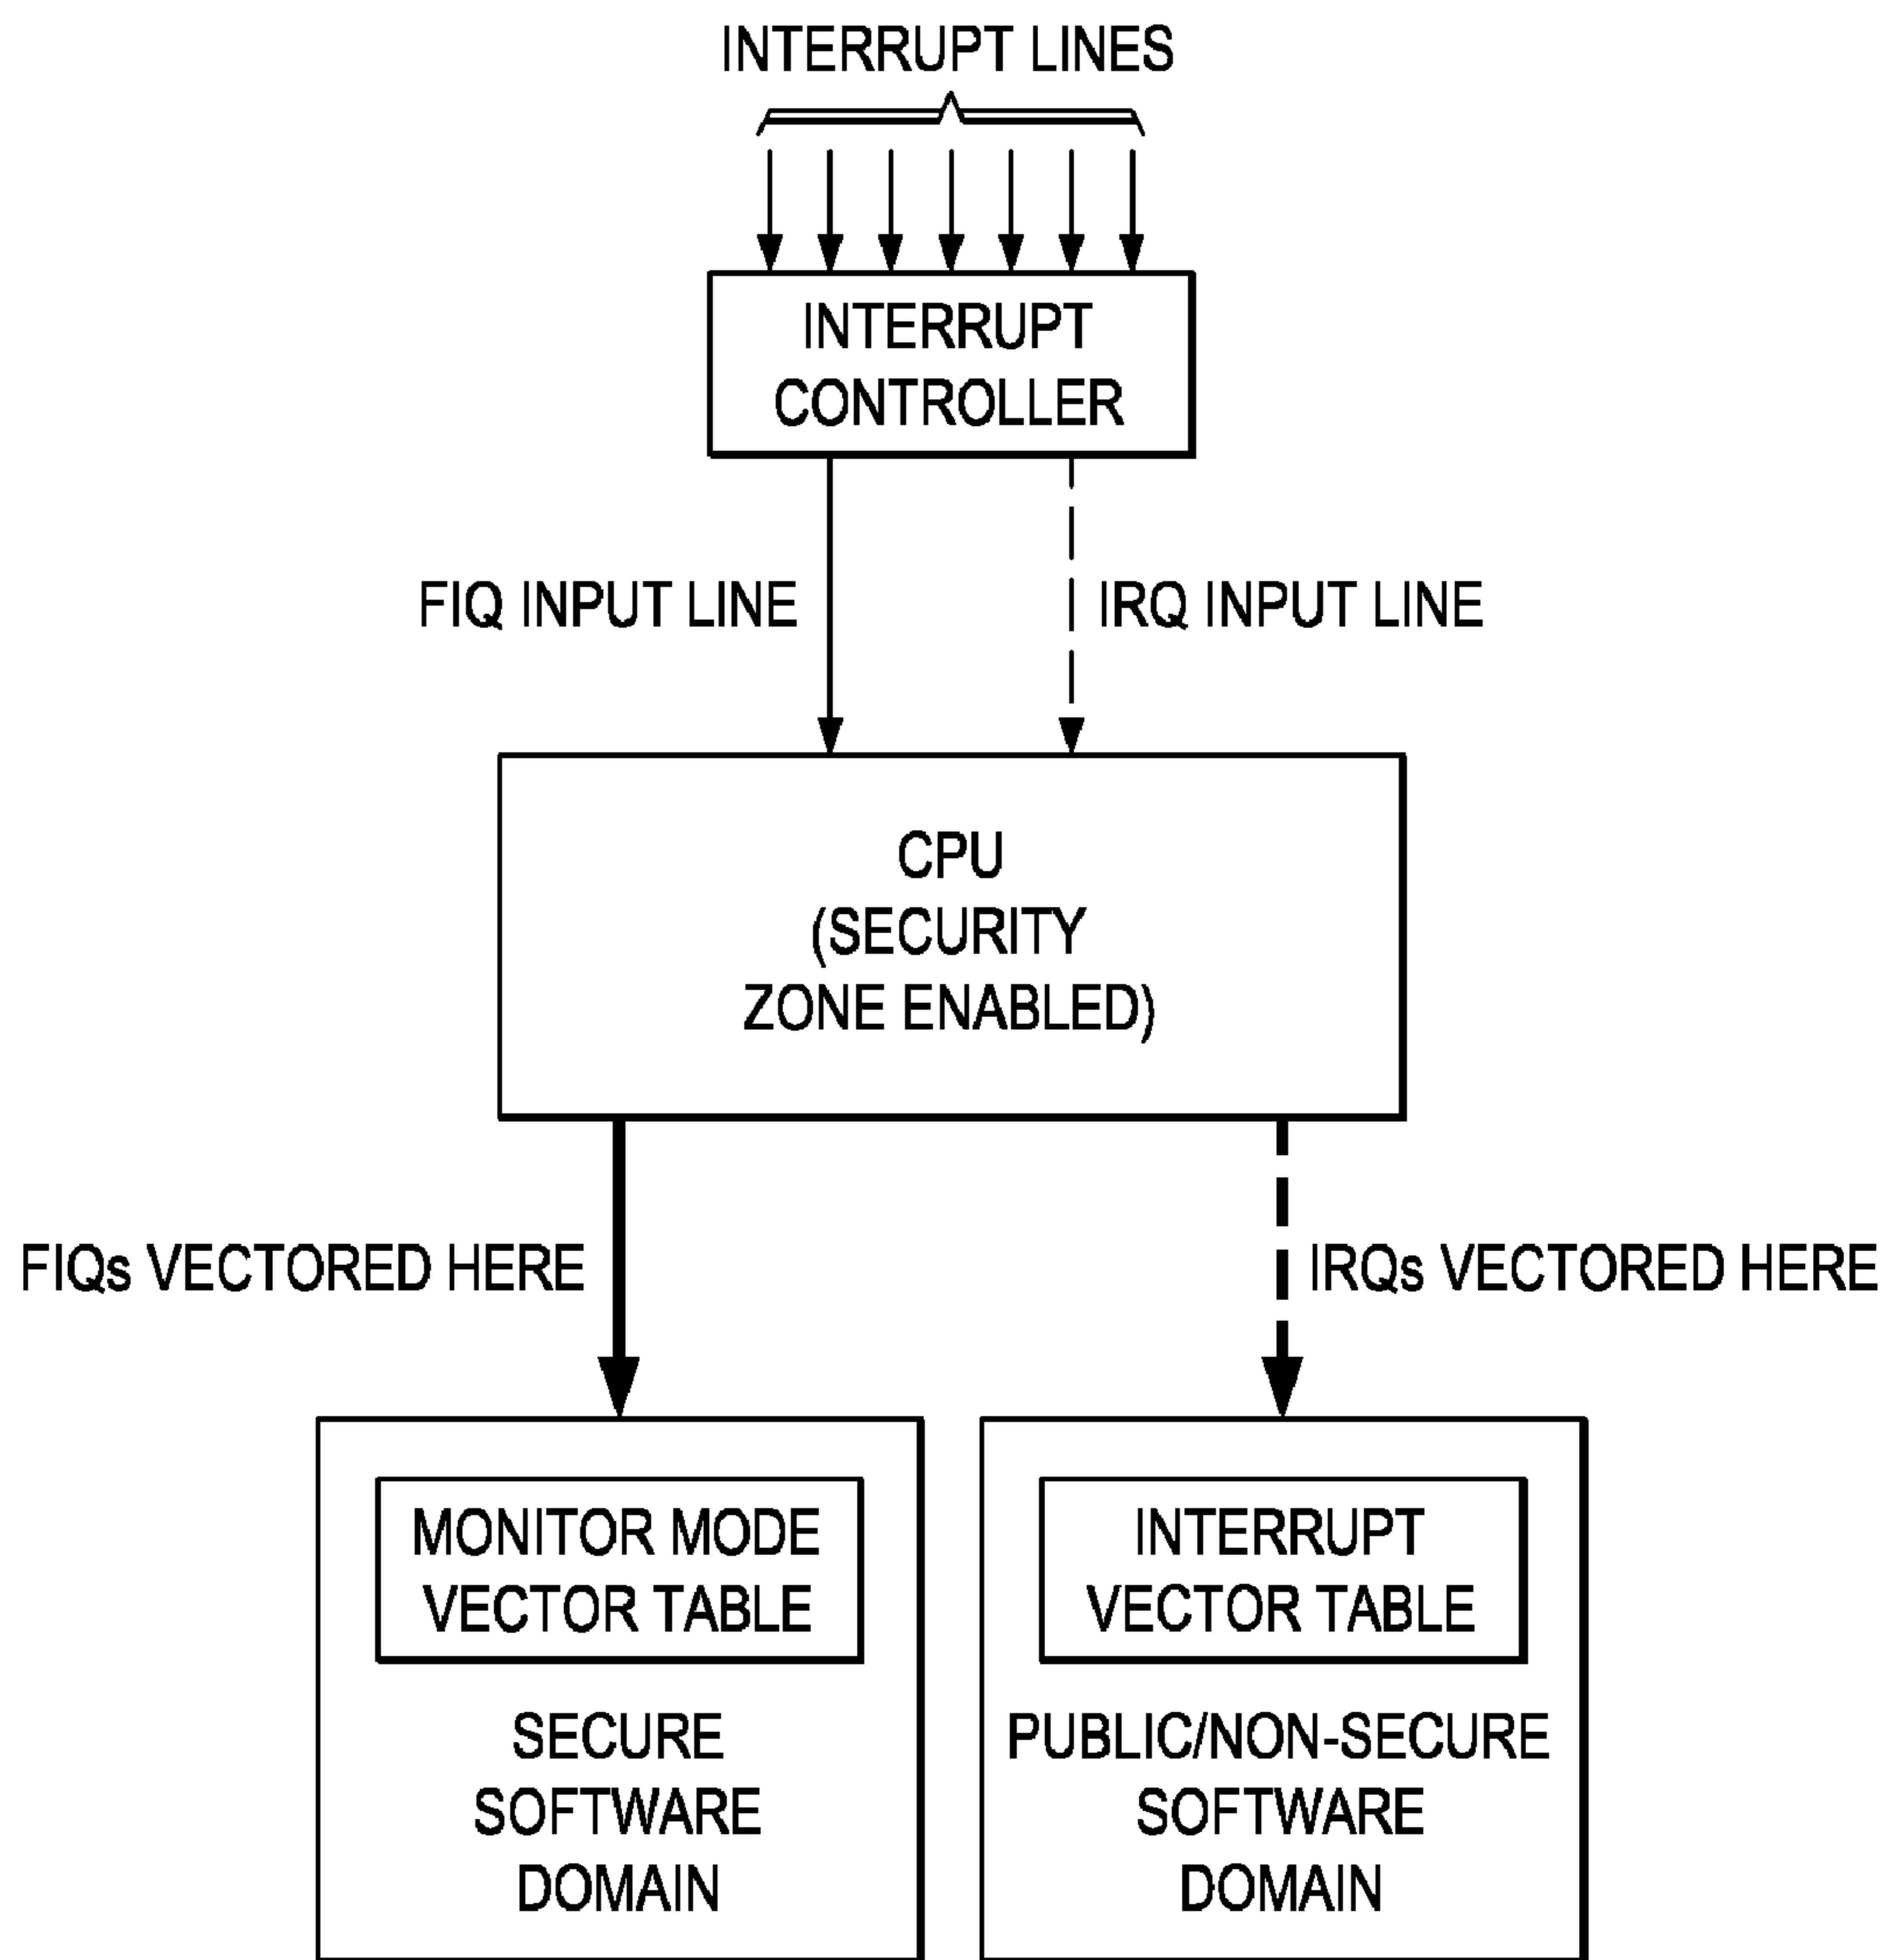 INTERRUPT LINES
INTERRUPT
CONTROLLER
FIQ INPUT LINE
IRQ INPUT LINE
CPU
(SECURITY
ZONE ENABLED)
FIQs VECTORED HERE
IRQs VECTORED HERE
MONITOR MODE
VECTOR TABLE
SECURE
SOFTWARE
DOMAIN
INTERRUPT
VECTOR TABLE
PUBLIC/NON-SECURE
SOFTWARE
DOMAIN